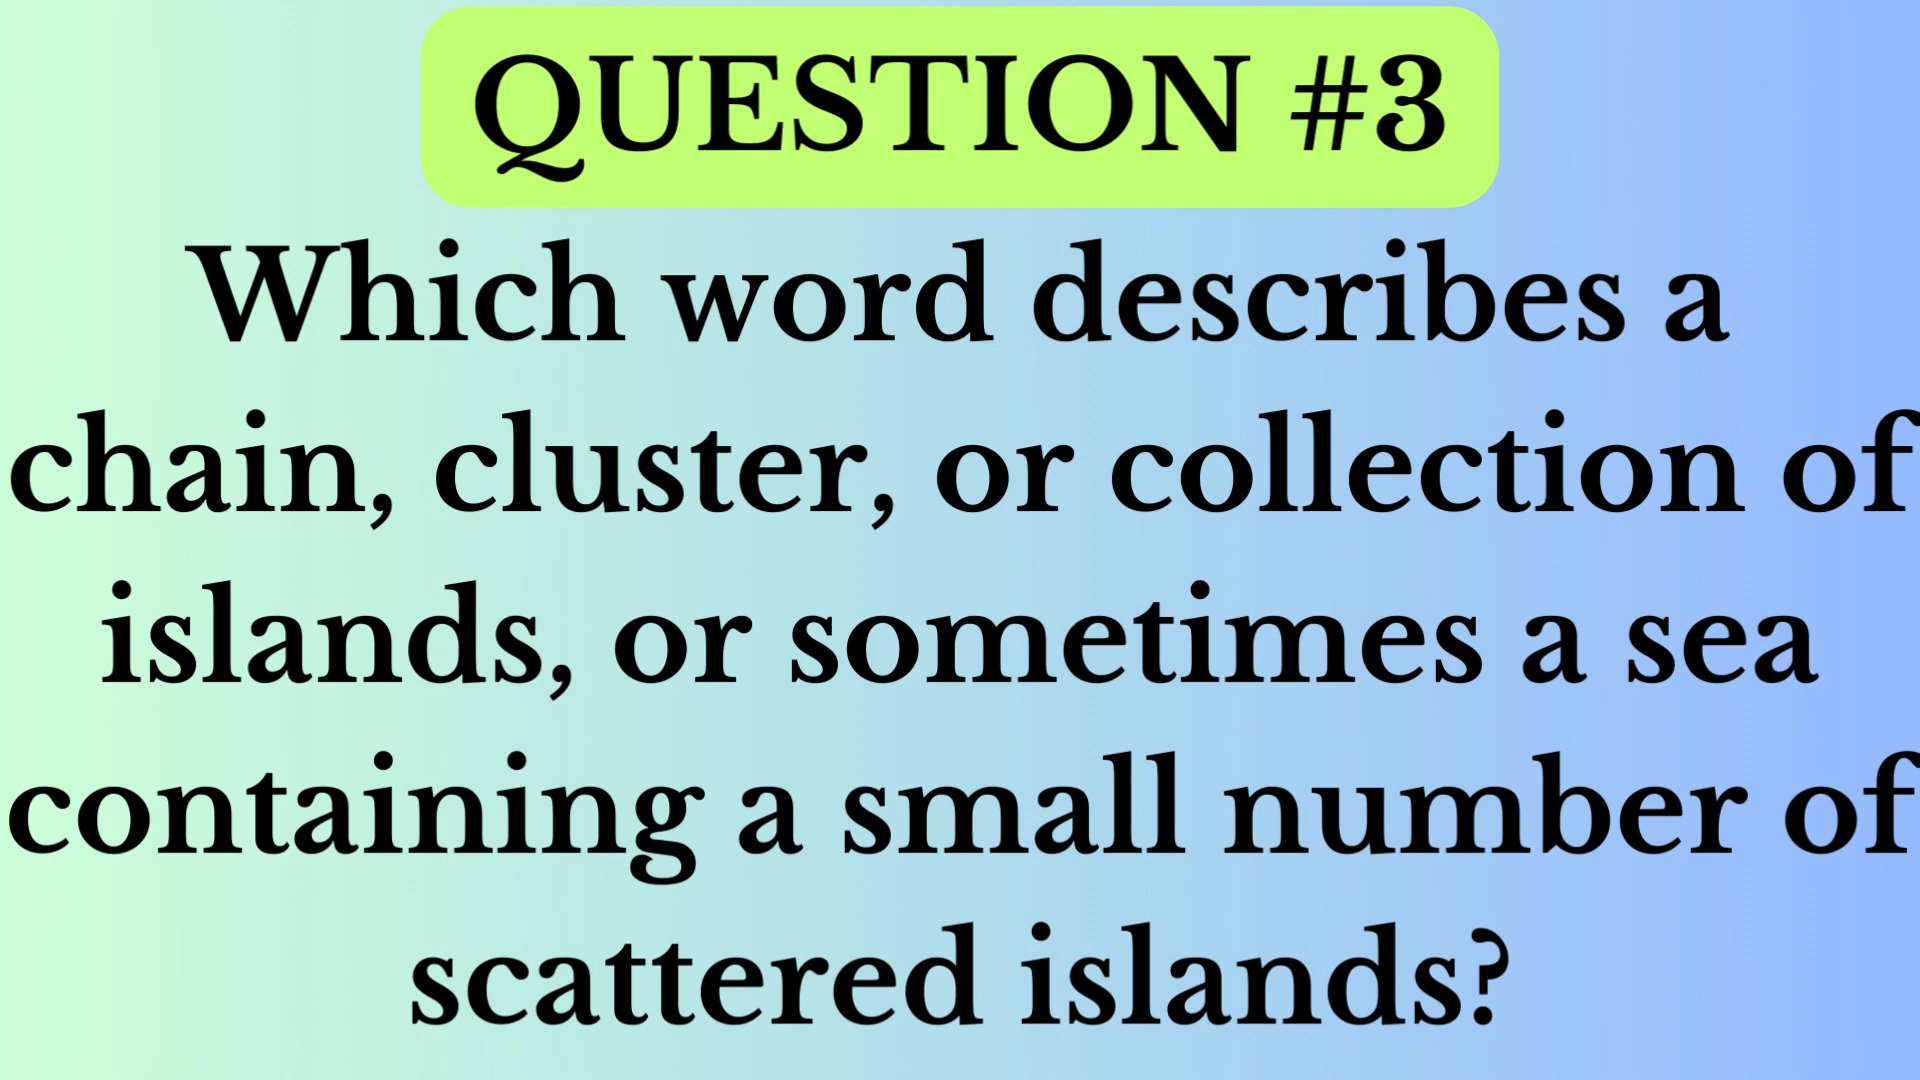 QUESTION #3
Which word describes a
chain, cluster, or collection of
islands, or sometimes a sea
containing a small number of
scattered islands?